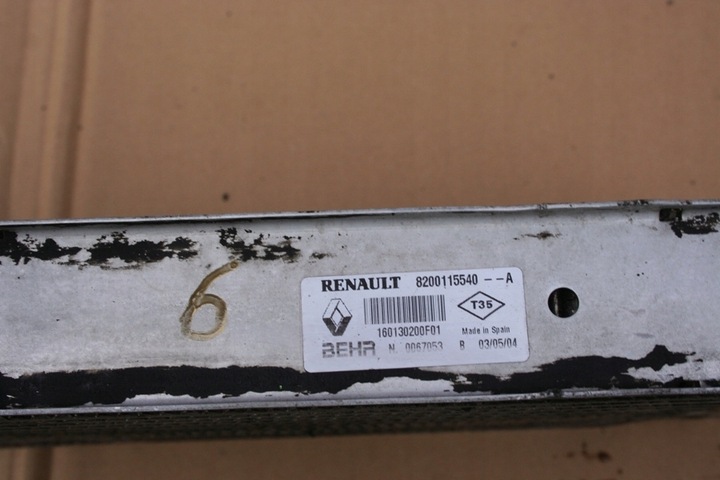 RENAULT 8200115540 --A
T35
160130200F01
Made in Spain
BEHR N 0067053 B 03/05/04
6